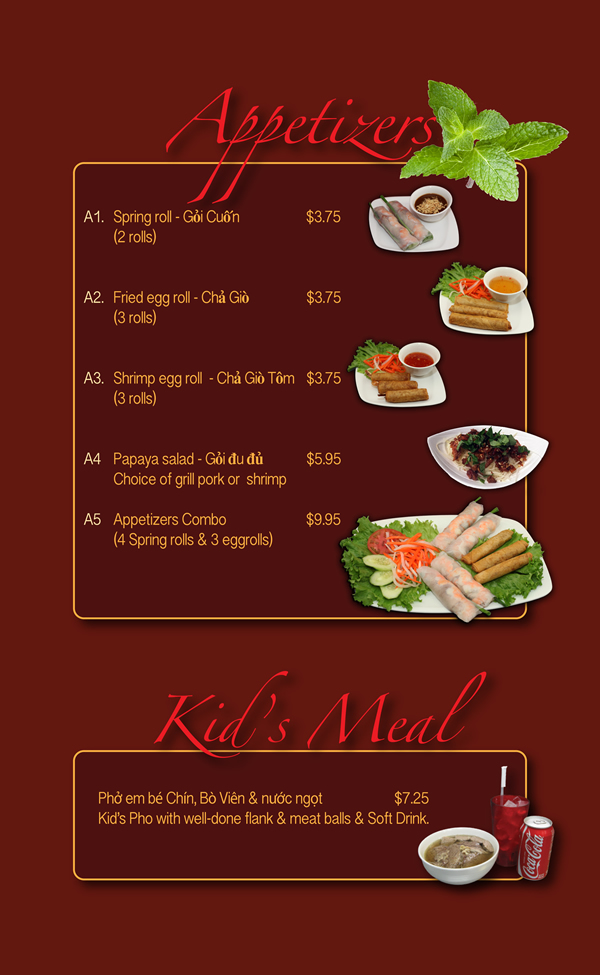 Appetizers
A1. Spring roll - Gỏi Cuốn $3.75
(2 rolls)
A2. Fried egg roll - Chả Giò $3.75
(3 rolls)
A3. Shrimp egg roll - Chả Giò Tôm $3.75
(3 rolls)
A4 Papaya salad - Gỏi đu đủ $5.95
Choice of grill pork or shrimp
A5 Appetizers Combo $9.95
(4 Spring rolls & 3 eggrolls)
Kid's Meal
Phở em bé Chín, Bò Viên & nước ngọt $7.25
Kid's Pho with well-done flank & meat balls & Soft Drink.
Coca-Cola